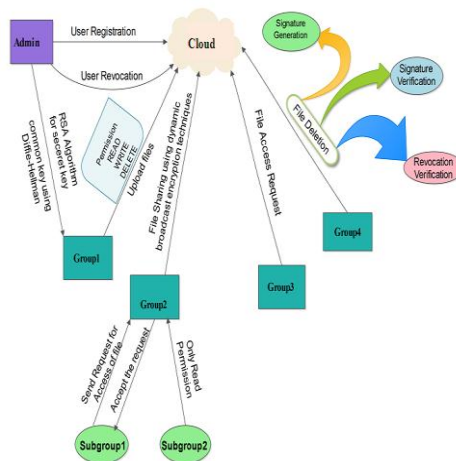 Admin
User Registration
User Revocation
Cloud
Signature
Generation
Signature
Verification
File Deletion
Revocation
Verification
RSA Algorithm
for seceret key
common key using
Diffie-Hellman
Permission
READ
WRITE
DELETE
Upload files
File Sharing using dynamic
broadcast encryption techniques
File Access Request
Group1
Group2
Group3
Group4
Send Request for
Access of file
Accept the request
Only Read
Permission
Subgroup1
Subgroup2